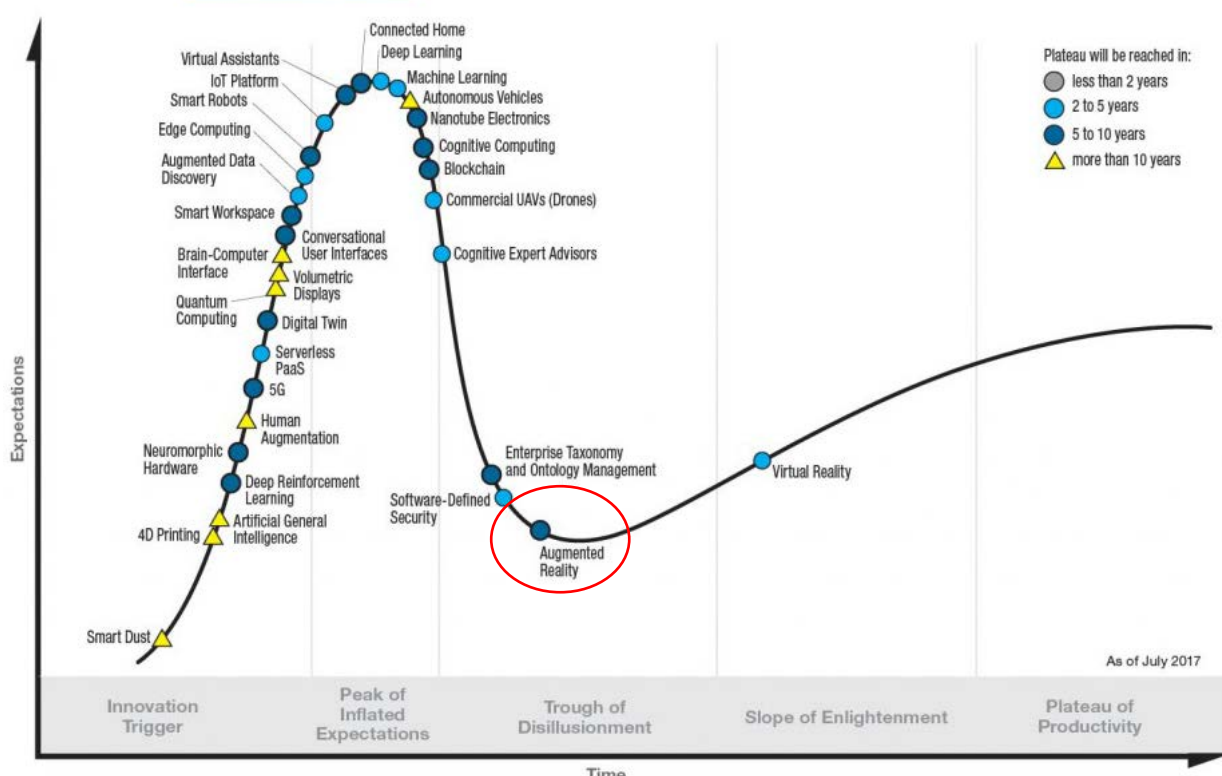 Connected Home
Deep Learning
Virtual Assistants
IoT Platform
Smart Robots
Edge Computing
Augmented Data
Discovery
Smart Workspace
Brain-Computer
Interface
Quantum
Computing
Machine Learning
Autonomous Vehicles
Nanotube Electronics
Cognitive Computing
Blockchain
Commercial UAVs (Drones)
Cognitive Expert Advisors
Conversational
User Interfaces
Volumetric
Displays
Digital Twin
Serverless
PaaS
5G
Human
Augmentation
Neuromorphic
Hardware
Deep Reinforcement
Learning
Artificial General
Intelligence
4D Printing
Smart Dust
Enterprise Taxonomy
and Ontology Management
Software-Defined
Security
Augmented
Reality
Virtual Reality
Plateau will be reached in:
less than 2 years
2 to 5 years
5 to 10 years
more than 10 years
As of July 2017
Expectations
Innovation
Trigger
Peak of
Inflated
Expectations
Trough of
Disillusionment
Slope of Enlightenment
Plateau of
Productivity
Time